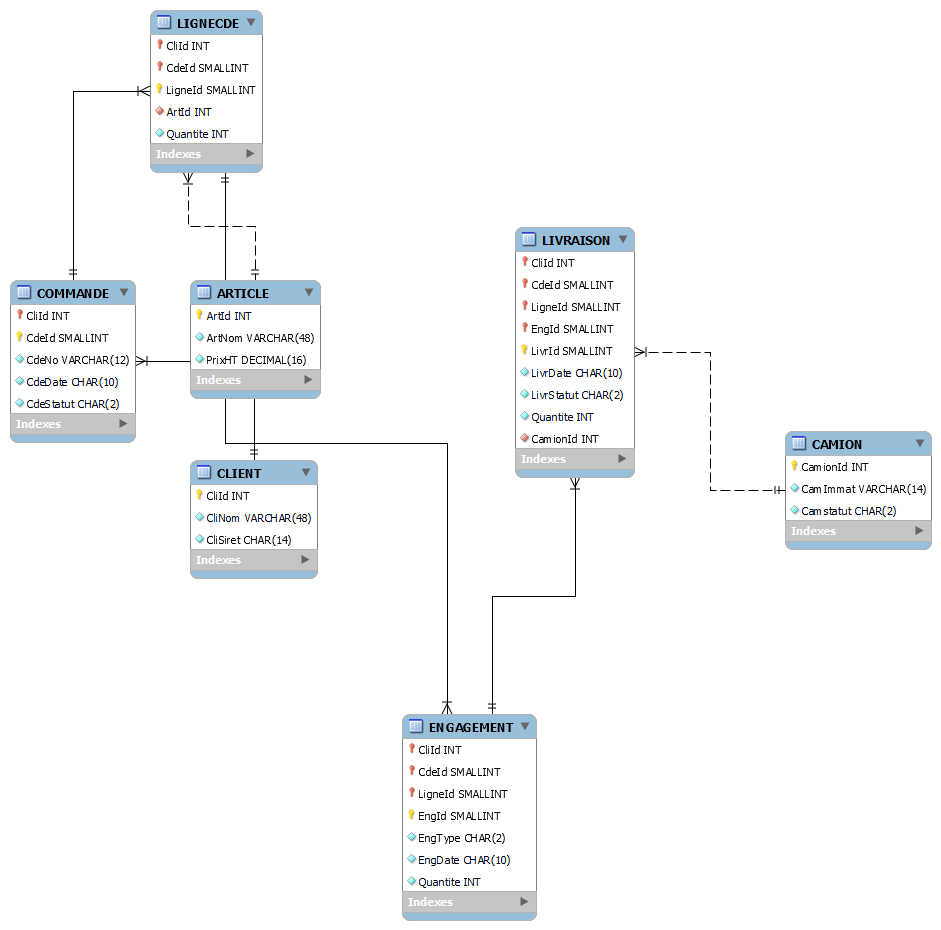 LIGNECDE
CliId INT
CdeId SMALLINT
LigneId SMALLINT
ArtId INT
Quantite INT
Indexes
COMMANDE
CliId INT
CdeId SMALLINT
CdeNo VARCHAR(12)
CdeDate CHAR(10)
CdeStatut CHAR(2)
Indexes
ARTICLE
ArtId INT
ArtNom VARCHAR(48)
PrixHT DECIMAL(16)
Indexes
CLIENT
CliId INT
CliNom VARCHAR(48)
CliSiret CHAR(14)
Indexes
LIVRAISON
CliId INT
CdeId SMALLINT
LigneId SMALLINT
EngId SMALLINT
LivrId SMALLINT
LivrDate CHAR(10)
LivrStatut CHAR(2)
Quantite INT
CamionId INT
Indexes
CAMION
CamionId INT
CamImmat VARCHAR(14)
Camstatut CHAR(2)
Indexes
ENGAGEMENT
CliId INT
CdeId SMALLINT
LigneId SMALLINT
EngId SMALLINT
EngType CHAR(2)
EngDate CHAR(10)
Quantite INT
Indexes